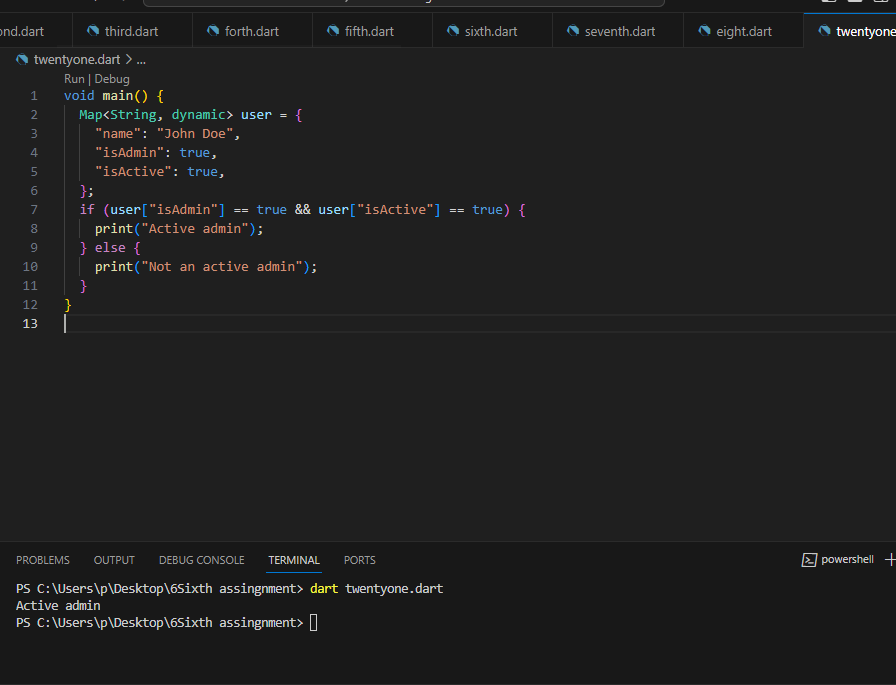 ond.dart third.dart forth.dart fifth.dart sixth.dart seventh.dart eight.dart twentyone
twentyone.dart > ...
Run | Debug
1 void main() {
2 Map<String, dynamic> user = {
3 "name": "John Doe",
4 "isAdmin": true,
5 "isActive": true,
6 };
7 if (user["isAdmin"] == true && user["isActive"] == true) {
8 print("Active admin");
9 } else {
10 print("Not an active admin");
11 }
12 }
13
PROBLEMS OUTPUT DEBUG CONSOLE TERMINAL PORTS powershell
PS C:\Users\p\Desktop\6Sixth assingnment> dart twentyone.dart
Active admin
PS C:\Users\p\Desktop\6Sixth assingnment>